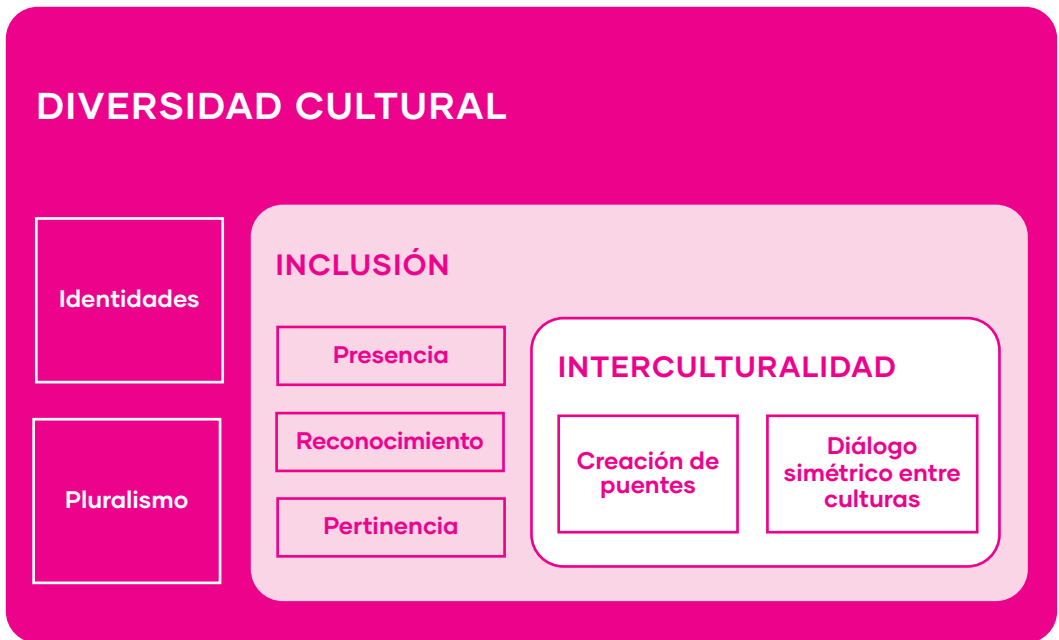 DIVERSIDAD CULTURAL
Identidades
Pluralismo
INCLUSIÓN
Presencia
Reconocimiento
Pertinencia
INTERCULTURALIDAD
Creación de
puentes
Diálogo
simétrico entre
culturas